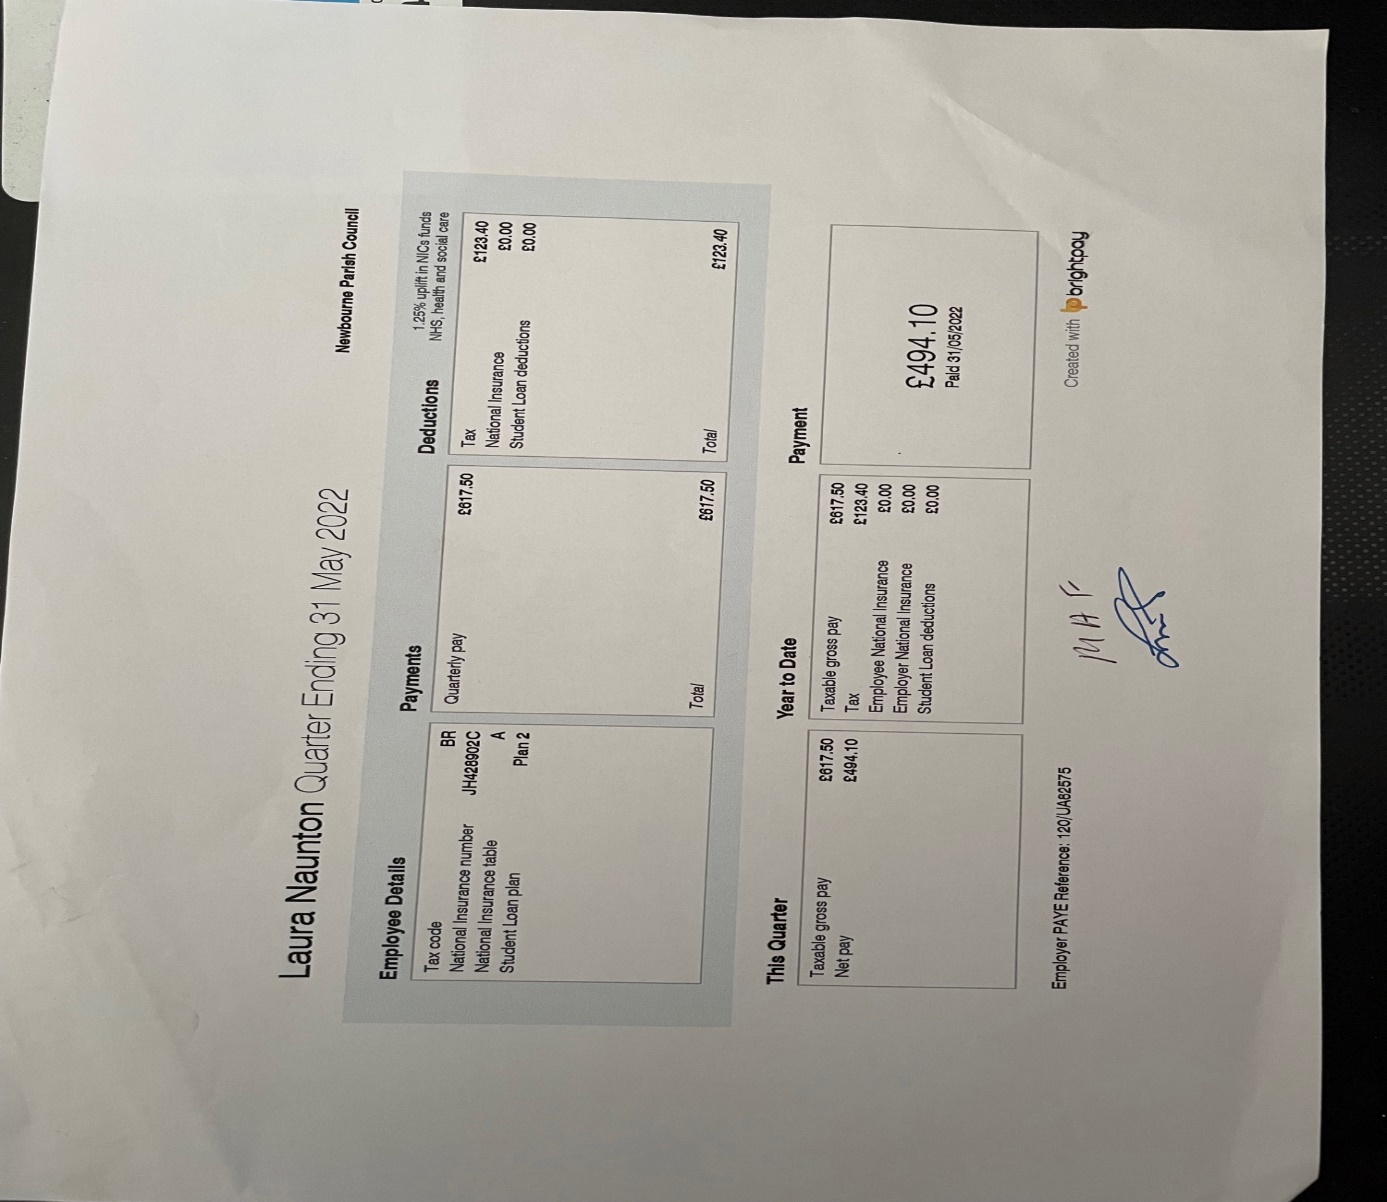 Laura Naunton Quarter Ending 31 May 2022
Newbourne Parish Council
Employee Details
Tax code BR
National Insurance number JH428902C
National Insurance table A
Student Loan plan Plan 2
Payments
Quarterly pay £617.50
Total £617.50
Deductions
1.25% uplift in NICs funds
NHS, health and social care
Tax £123.40
National Insurance £0.00
Student Loan deductions £0.00
Total £123.40
This Quarter
Taxable gross pay £617.50
Net pay £494.10
Year to Date
Taxable gross pay £617.50
Tax £123.40
Employee National Insurance £0.00
Employer National Insurance £0.00
Student Loan deductions £0.00
Payment
£494.10
Paid 31/05/2022
Employer PAYE Reference: 120/UA62575
Created with brightpay